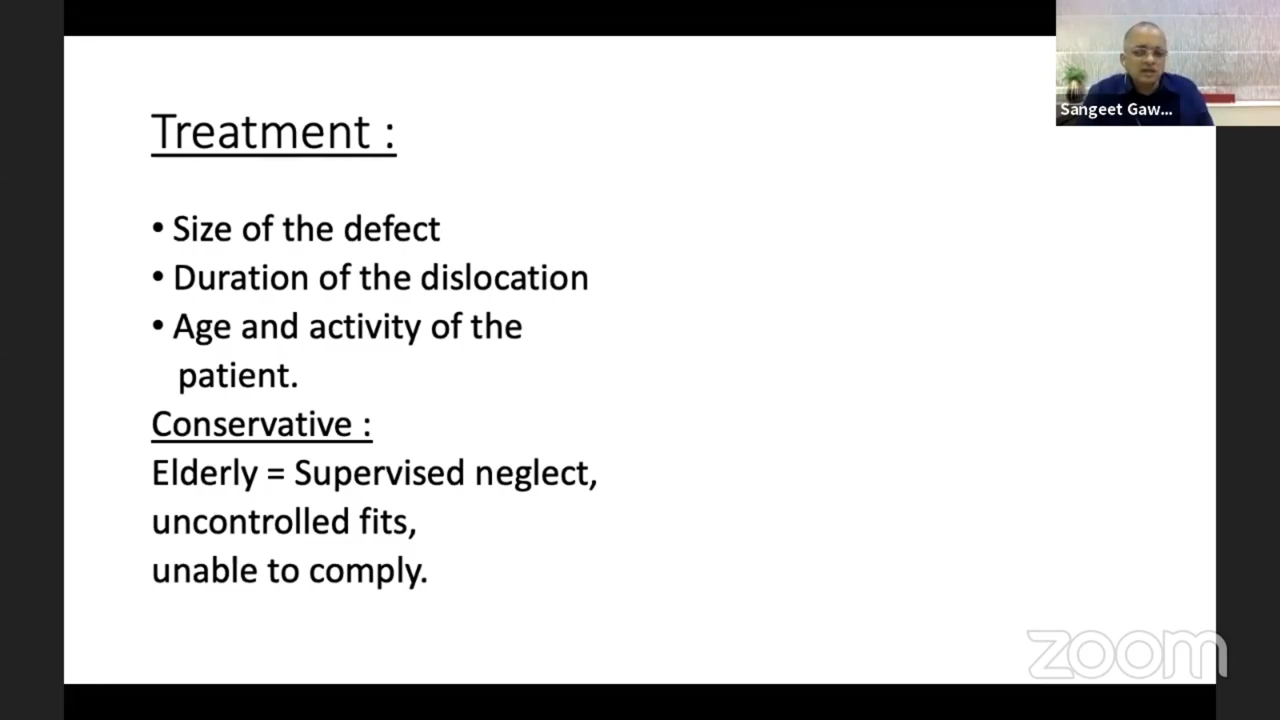 Treatment :
• Size of the defect
• Duration of the dislocation
• Age and activity of the
patient.
Conservative :
Elderly = Supervised neglect,
uncontrolled fits,
unable to comply.
Sangeet Gaw...
zoom